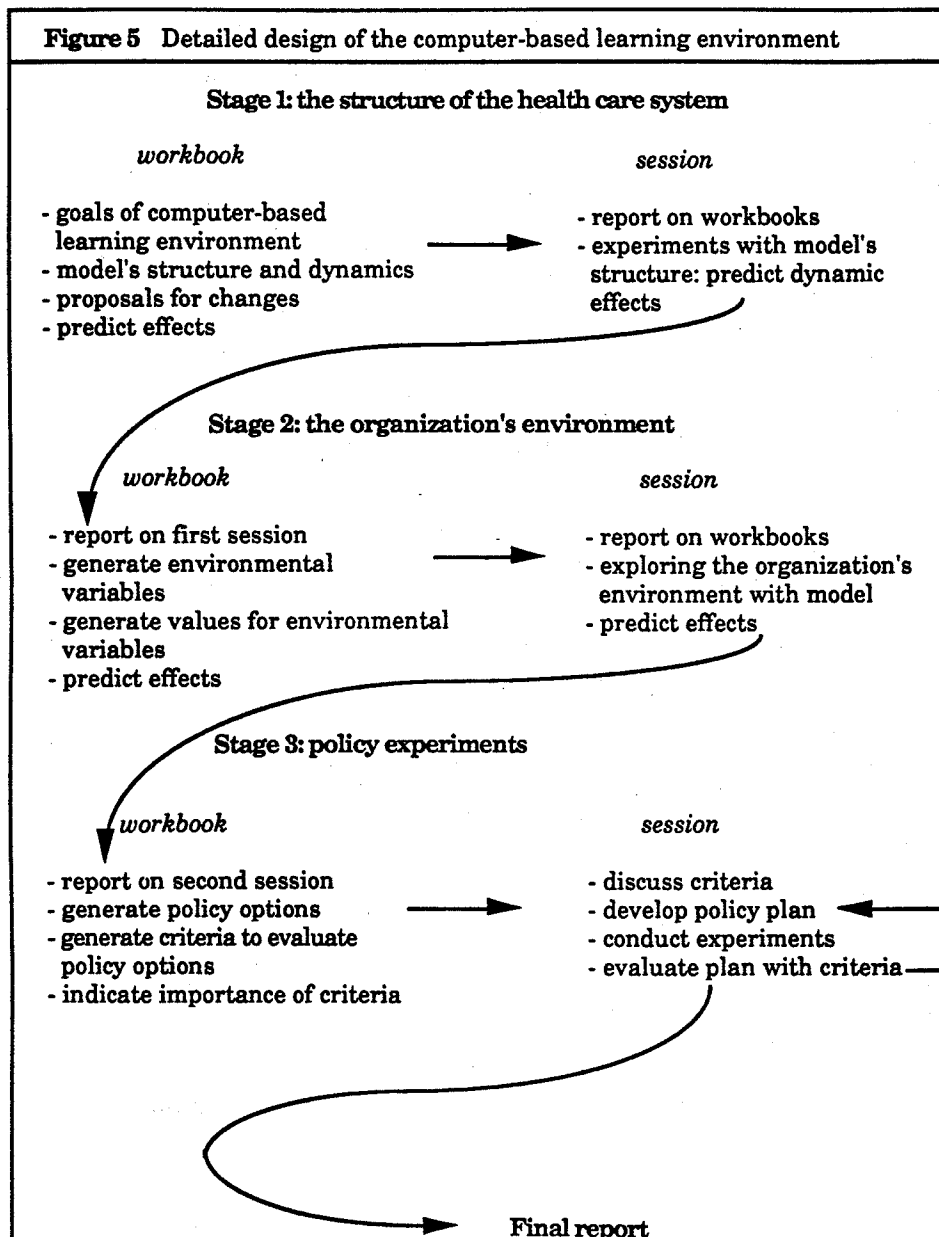 Figure 5 Detailed design of the computer-based learning environment
Stage 1: the structure of the health care system
workbook
- goals of computer-based
learning environment
- model's structure and dynamics
- proposals for changes
- predict effects
session
- report on workbooks
- experiments with model's
structure: predict dynamic
effects
Stage 2: the organization's environment
workbook
- report on first session
- generate environmental
variables
- generate values for environmental
variables
- predict effects
session
- report on workbooks
- exploring the organization's
environment with model
- predict effects
Stage 3: policy experiments
workbook
- report on second session
- generate policy options
- generate criteria to evaluate
policy options
- indicate importance of criteria
session
- discuss criteria
- develop policy plan
- conduct experiments
- evaluate plan with criteria
Final report